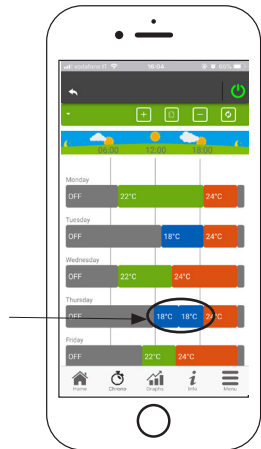 vodafone IT 16:04 80%
06:00 12:00 18:00
Monday
OFF 22°C 24°C
Tuesday
OFF 18°C 24°C
Wednesday
OFF 22°C 24°C
Thursday
OFF 18°C 18°C 24°C
Friday
OFF 22°C 24°C
Home Chrono Graphs Info Menu